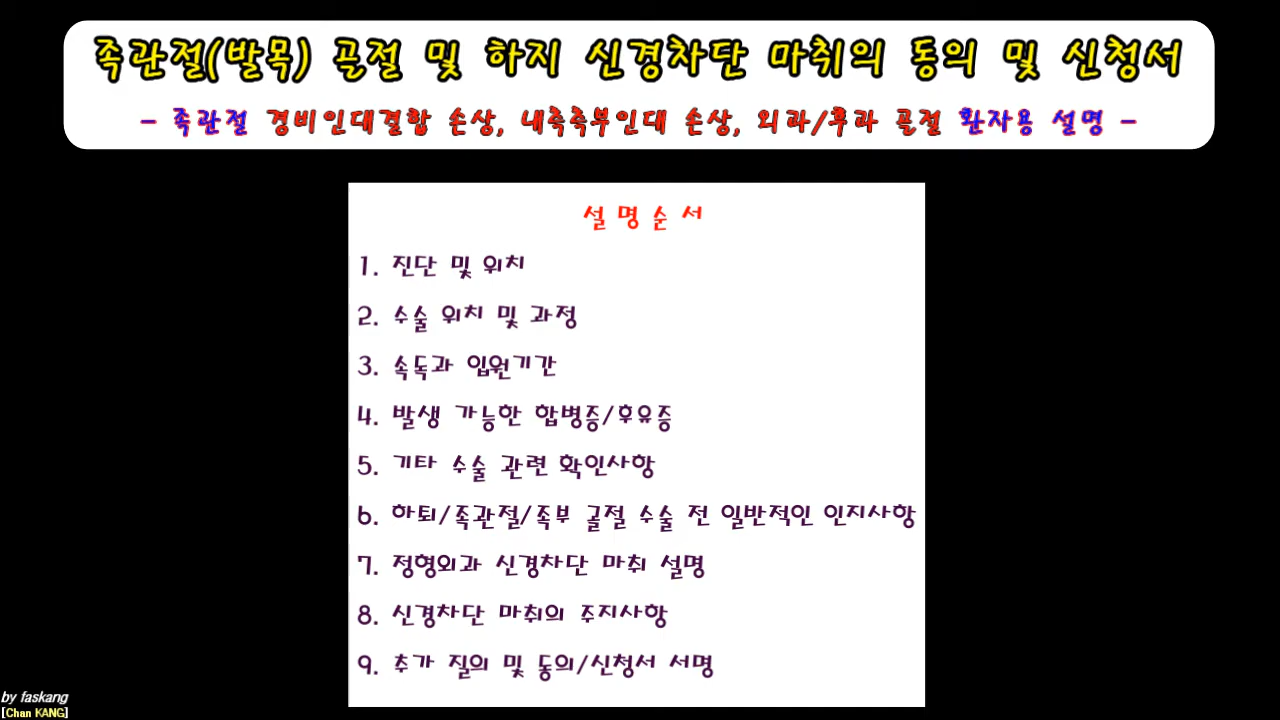 족관절(발목) 골절 및 하지 신경차단 마취의 동의 및 신청서
- 족관절 경비인대결합 손상, 내측측부인대 손상, 외과/후과 골절 환자용 설명 -
설 명 순 서
1. 진단 및 위치
2. 수술 위치 및 과정
3. 속독과 입원기간
4. 발생 가능한 합병증/후유증
5. 기타 수술 관련 확인사항
6. 하퇴/족관절/족부 골절 수술 전 일반적인 인지사항
7. 정형외과 신경차단 마취 설명
8. 신경차단 마취의 주지사항
9. 추가 질의 및 동의/신청서 서명
by faskang
[Chan KANG]